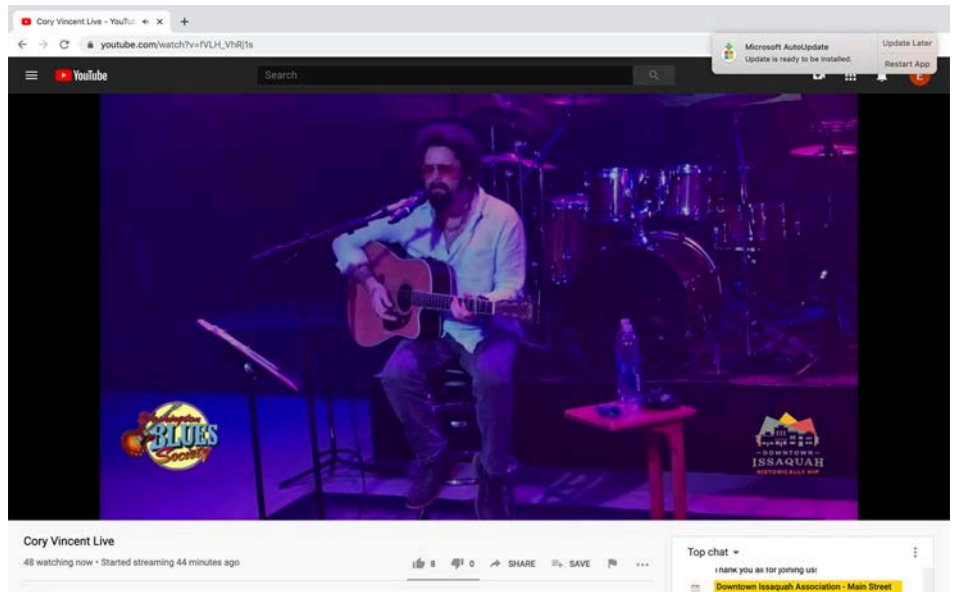 Cory Vincent Live - YouTub
youtube.com/watch?v=fVLH_VhRj1s
Microsoft AutoUpdate
Update is ready to be installed.
Update Later
Restart App
YouTube
Search
E
Washington
BLUES
Society
DOWNTOWN
ISSAQUAH
HISTORICALLY HIP
Cory Vincent Live
48 watching now • Started streaming 44 minutes ago
8
0
SHARE
SAVE
Top chat
Thank you all for joining us!
Downtown Issaquah Association - Main Street